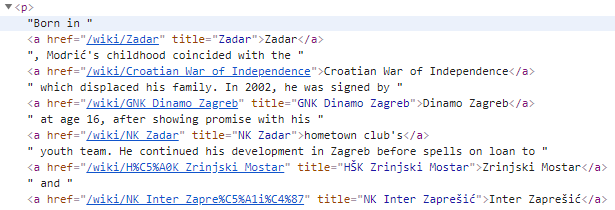 ▼<p>
"Born in "
<a href="/wiki/Zadar" title="Zadar">Zadar</a>
", Modrić's childhood coincided with the "
<a href="/wiki/Croatian_War_of_Independence">Croatian War of Independence</a>
" which displaced his family. In 2002, he was signed by "
<a href="/wiki/GNK_Dinamo_Zagreb" title="GNK Dinamo Zagreb">Dinamo Zagreb</a>
" at age 16, after showing promise with his "
<a href="/wiki/NK_Zadar" title="NK Zadar">hometown club's</a>
" youth team. He continued his development in Zagreb before spells on loan to "
<a href="/wiki/H%C5%A0K_Zrinjski_Mostar" title="HŠK Zrinjski Mostar">Zrinjski Mostar</a>
" and "
<a href="/wiki/NK_Inter_Zapre%C5%A1i%C4%87" title="NK Inter Zaprešić">Inter Zaprešić</a>